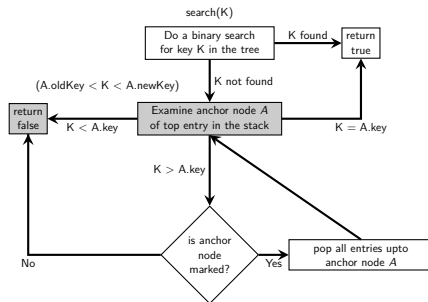 search(K)
Do a binary search
for key K in the tree
K found
return
true
K not found
(A.oldKey < K < A.newKey)
return
false
Examine anchor node A
of top entry in the stack
K < A.key
K = A.key
K > A.key
is anchor
node
marked?
No
Yes
pop all entries upto
anchor node A